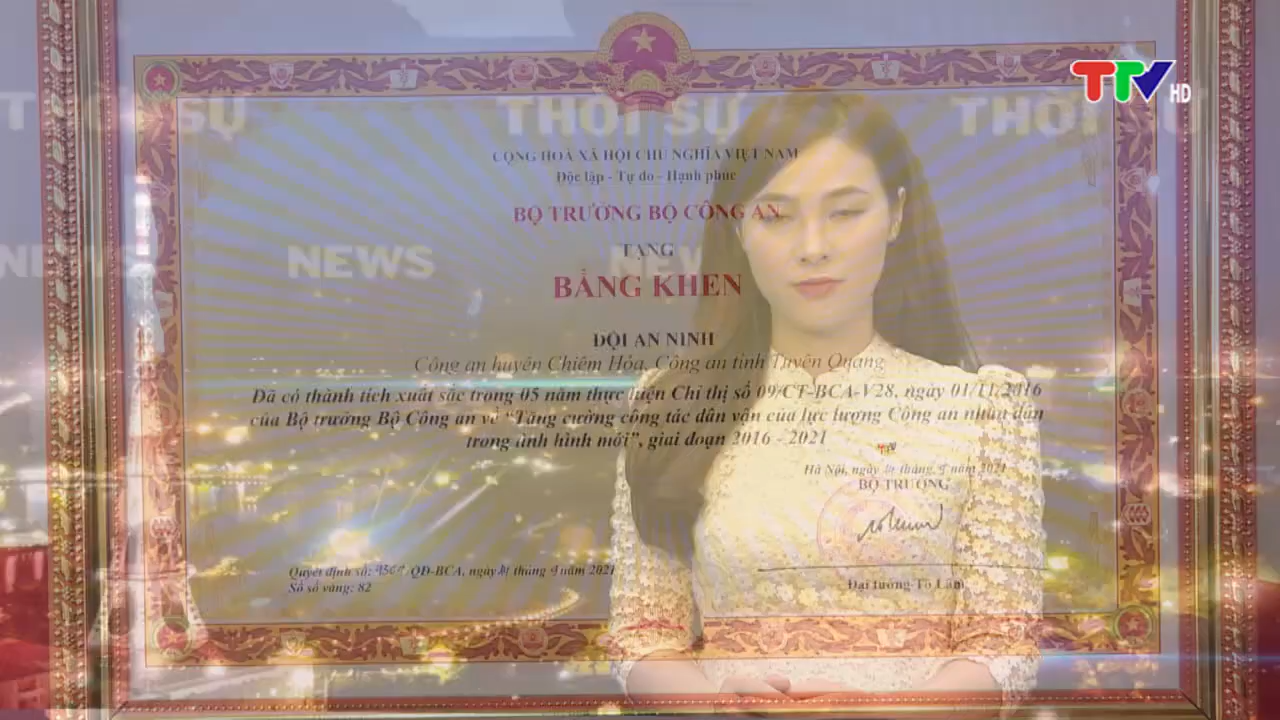 TTV HD
THỜI SỰ THỜI SỰ
CỘNG HOÀ XÃ HỘI CHỦ NGHĨA VIỆT NAM
Độc lập - Tự do - Hạnh phúc
BỘ TRƯỞNG BỘ CÔNG AN
TẶNG
NEWS NEWS
BẰNG KHEN
ĐỘI AN NINH
Công an huyện Chiêm Hóa, Công an tỉnh Tuyên Quang
Đã có thành tích xuất sắc trong 05 năm thực hiện Chỉ thị số 09/CT-BCA-V28, ngày 01/11/2016
của Bộ trưởng Bộ Công an về “Tăng cường công tác dân vận của lực lượng Công an nhân dân
trong tình hình mới”, giai đoạn 2016 - 2021
Hà Nội, ngày tháng 9 năm 2021
BỘ TRƯỞNG
Quyết định số: QĐ-BCA, ngày tháng 9 năm 2021
Số sổ vàng: 82
Đại tướng Tô Lâm